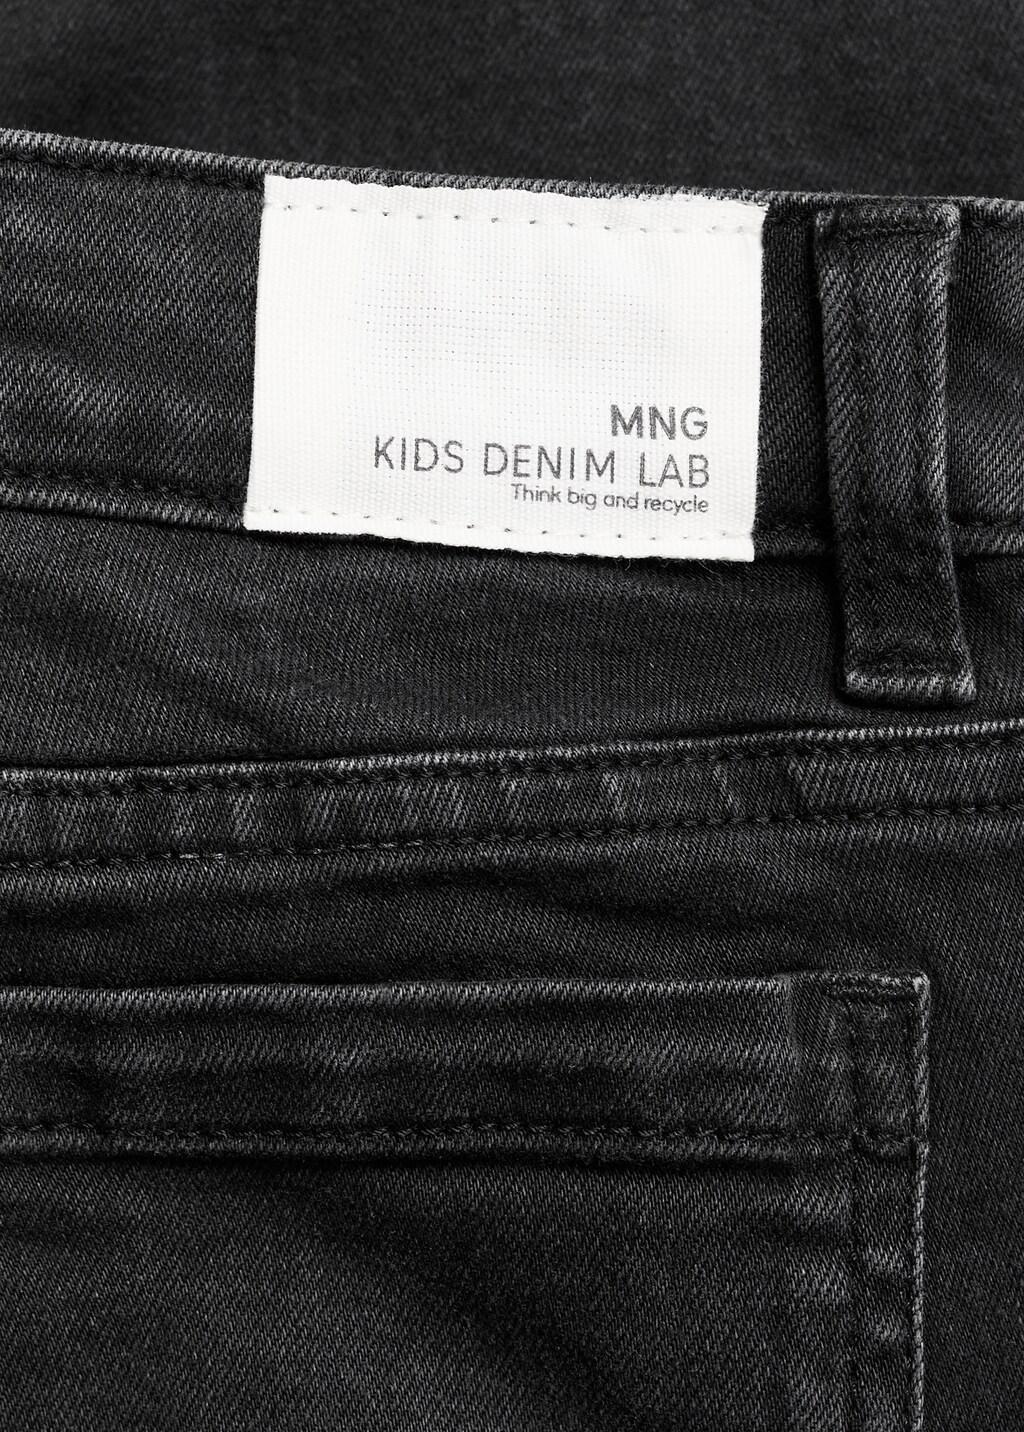 MNG
KIDS DENIM LAB
Think big and recycle